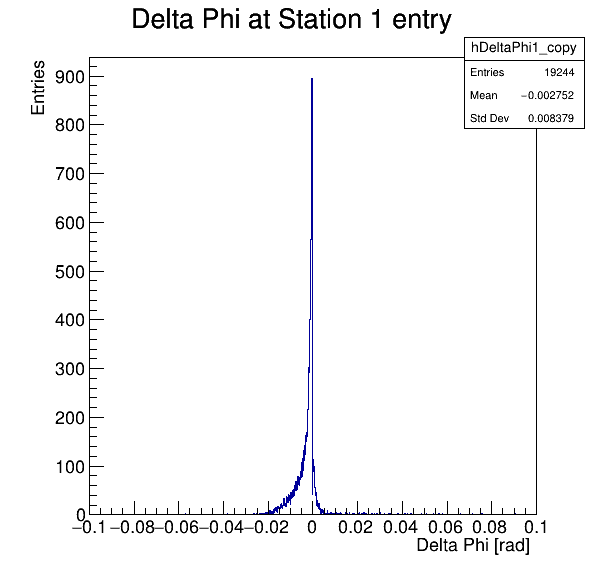 Delta Phi at Station 1 entry
hDeltaPhi1_copy
Entries 19244
Mean −0.002752
Std Dev 0.008379
Entries
900
800
700
600
500
400
300
200
100
0
−0.1 −0.08 −0.06 −0.04 −0.02 0 0.02 0.04 0.06 0.08 0.1
Delta Phi [rad]